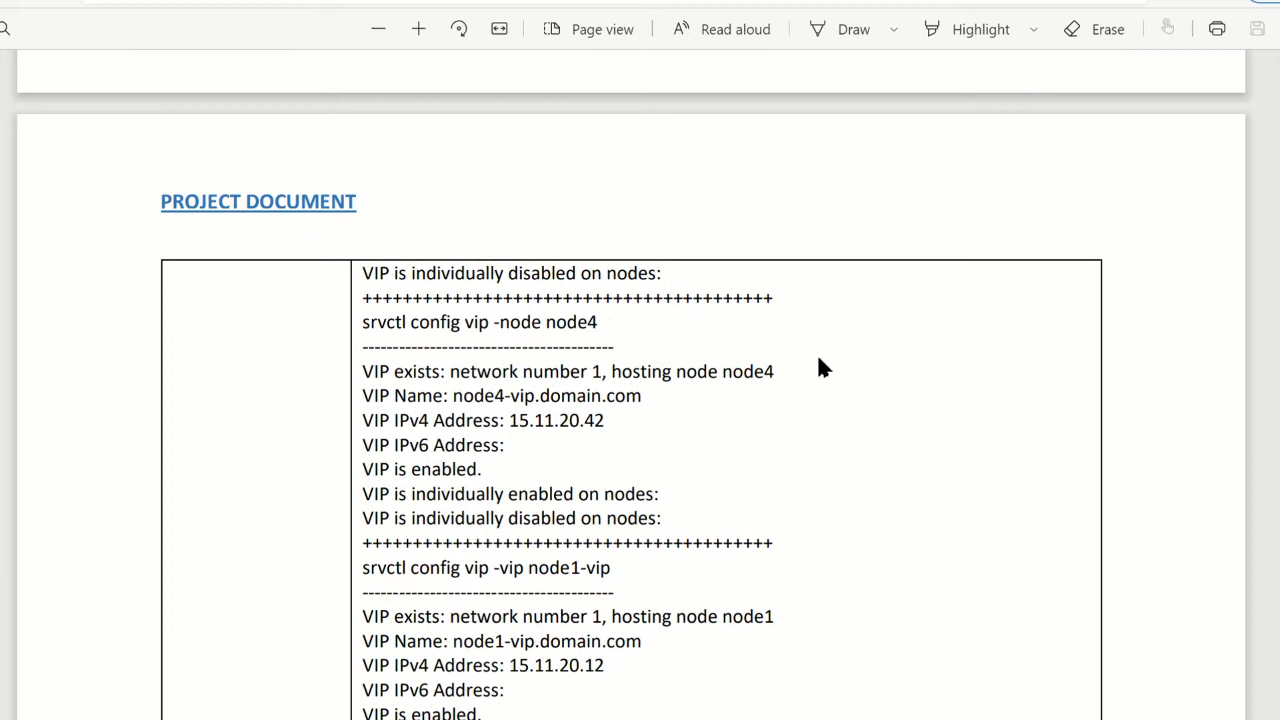 Page view
Read aloud
Draw
Highlight
Erase
PROJECT DOCUMENT
VIP is individually disabled on nodes:
+++++++++++++++++++++++++++++++++++++++++
srvctl config vip -node node4
-----------------------------------------
VIP exists: network number 1, hosting node node4
VIP Name: node4-vip.domain.com
VIP IPv4 Address: 15.11.20.42
VIP IPv6 Address:
VIP is enabled.
VIP is individually enabled on nodes:
VIP is individually disabled on nodes:
+++++++++++++++++++++++++++++++++++++++++
srvctl config vip -vip node1-vip
-----------------------------------------
VIP exists: network number 1, hosting node node1
VIP Name: node1-vip.domain.com
VIP IPv4 Address: 15.11.20.12
VIP IPv6 Address:
VIP is enabled.